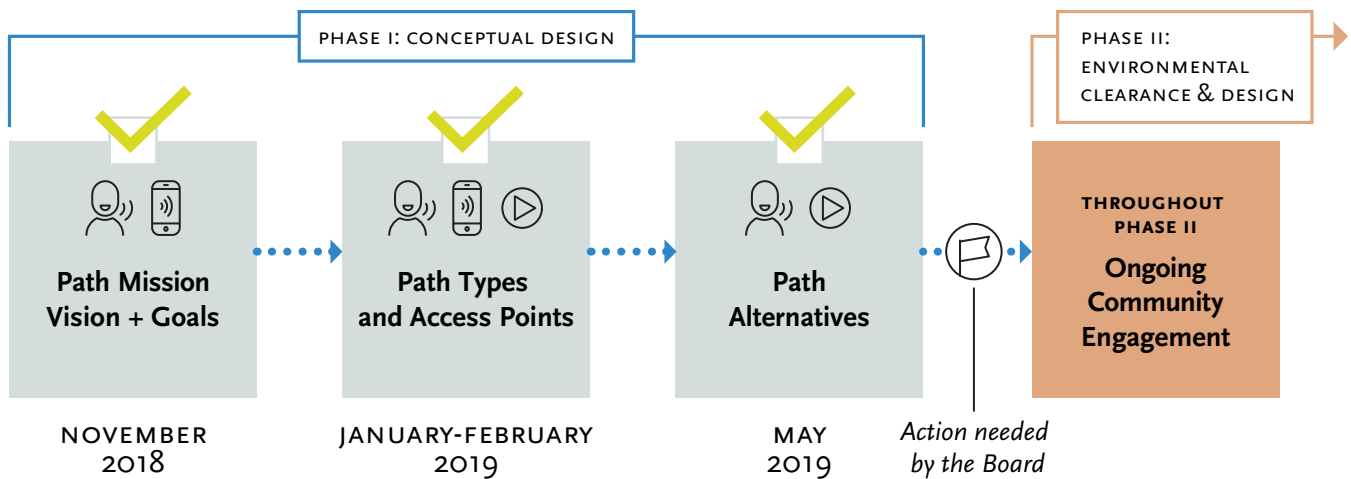 PHASE I: CONCEPTUAL DESIGN
PHASE II:
ENVIRONMENTAL
CLEARANCE & DESIGN
Path Mission
Vision + Goals
NOVEMBER
2018
Path Types
and Access Points
JANUARY-FEBRUARY
2019
Path
Alternatives
MAY
2019
Action needed
by the Board
THROUGHOUT
PHASE II
Ongoing
Community
Engagement